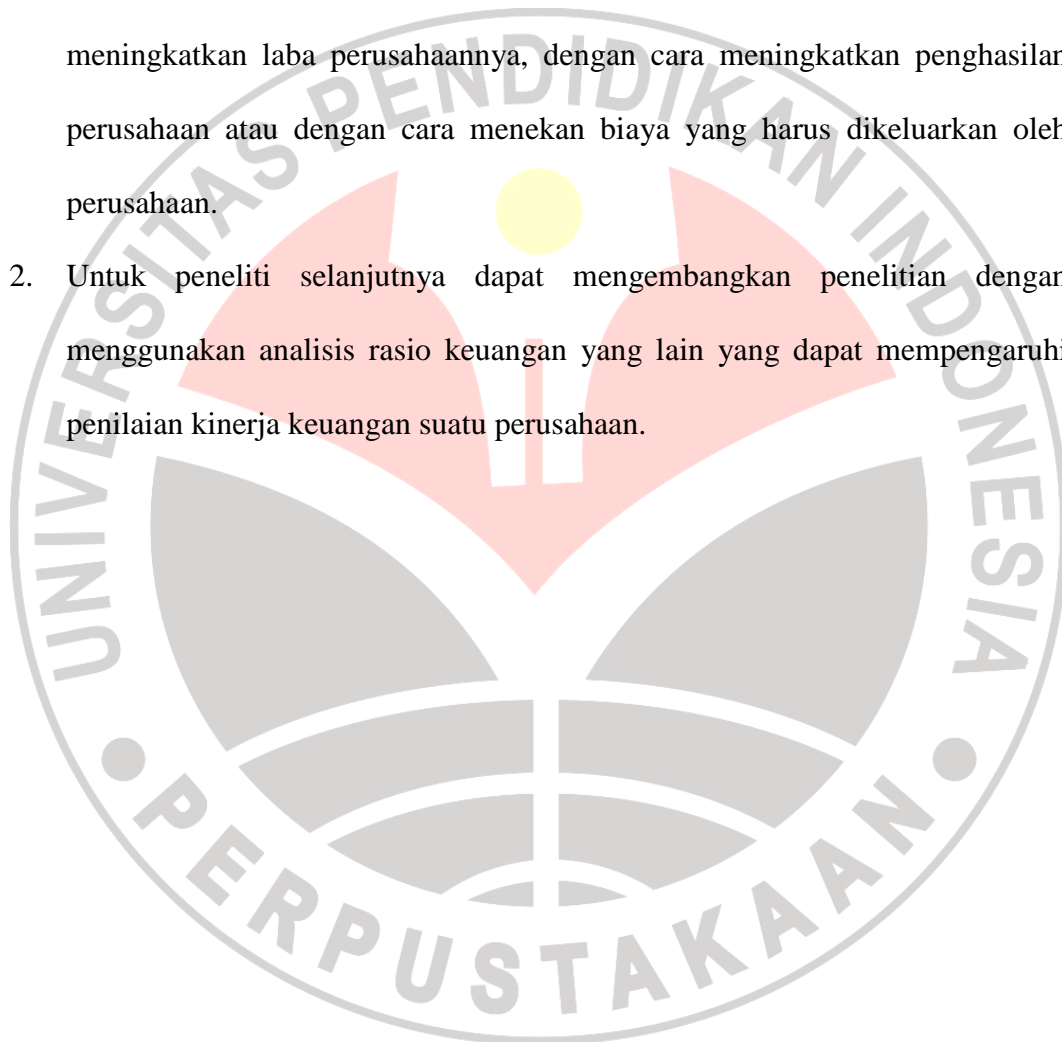 meningkatkan laba perusahaannya, dengan cara meningkatkan penghasilan
perusahaan atau dengan cara menekan biaya yang harus dikeluarkan oleh
perusahaan.
2. Untuk peneliti selanjutnya dapat mengembangkan penelitian dengan
menggunakan analisis rasio keuangan yang lain yang dapat mempengaruhi
penilaian kinerja keuangan suatu perusahaan.
UNIVERSITAS PENDIDIKAN INDONESIA
PERPUSTAKAAN